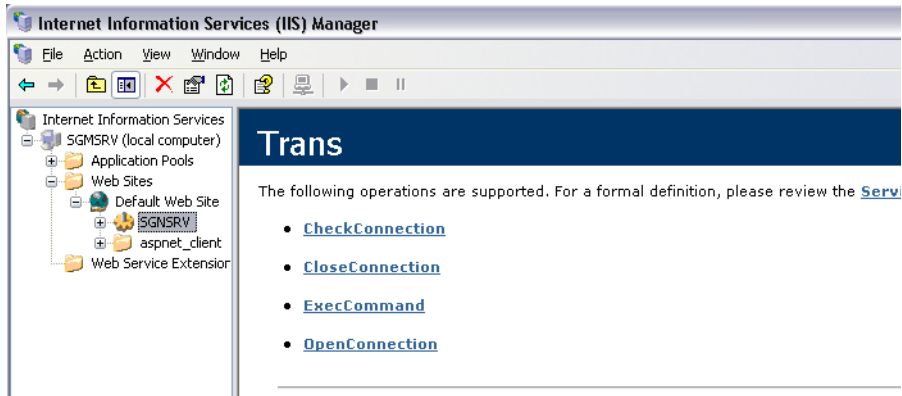 Internet Information Services (IIS) Manager
File Action View Window Help
Internet Information Services
SGMSRV (local computer)
Application Pools
Web Sites
Default Web Site
SGNSRV
aspnet_client
Web Service Extension
Trans
The following operations are supported. For a formal definition, please review the Servi
CheckConnection
CloseConnection
ExecCommand
OpenConnection